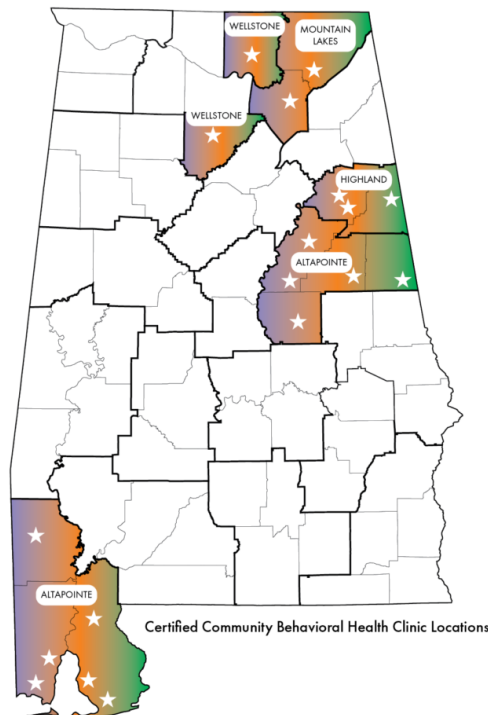 WELLSTONE
MOUNTAIN
LAKES
WELLSTONE
HIGHLAND
ALTAPOINTE
ALTAPOINTE
Certified Community Behavioral Health Clinic Locations